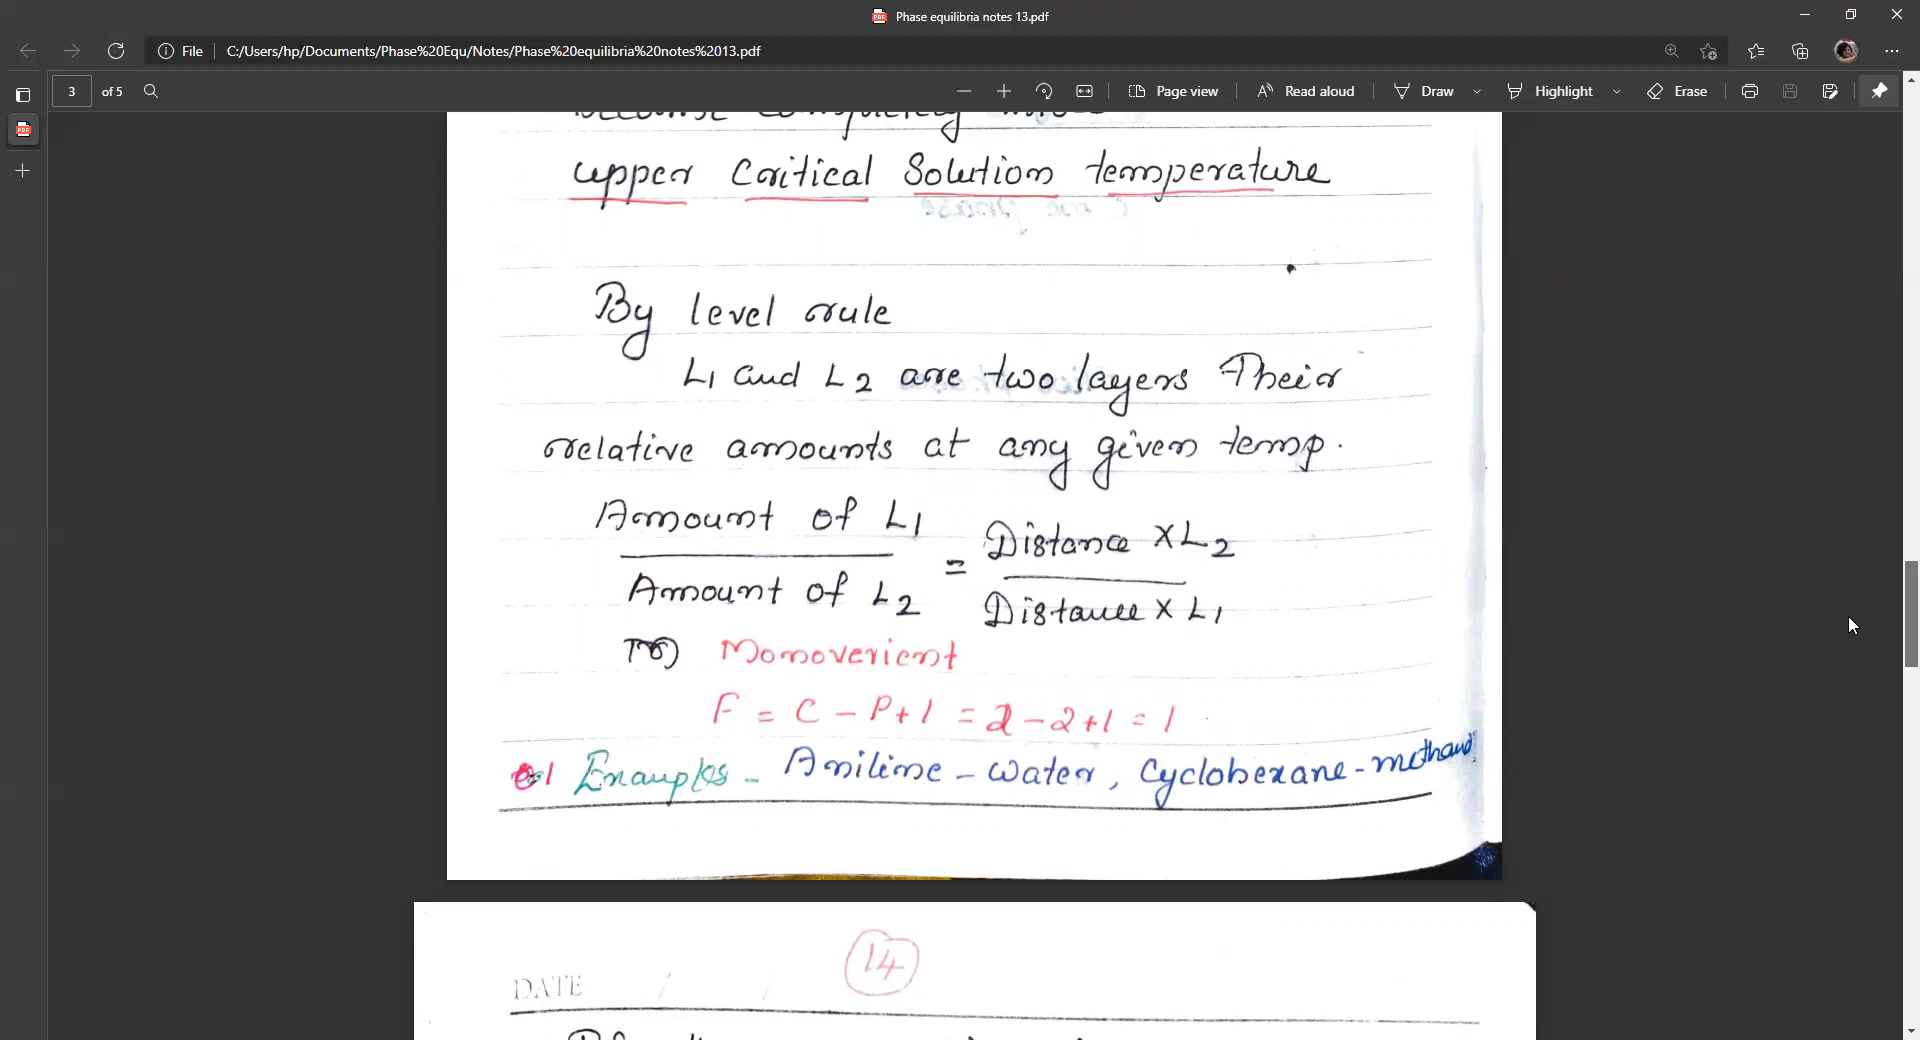 Phase equilibria notes 13.pdf
File
C:/Users/hp/Documents/Phase%20Equ/Notes/Phase%20equilibria%20notes%2013.pdf
3 of 5
Page view
Read aloud
Draw
Highlight
Erase
upper Critical Solution temperature
By level rule
L1 and L2 are two layers Their
relative amounts at any given temp.
Amount of L1
Amount of L2
=
Distance X L2
Distance X L1
Monoverient
F = C - P+1 = 2-2+1 = 1
Examples - Aniline - water, Cyclohexane-methanol
14
DATE / /